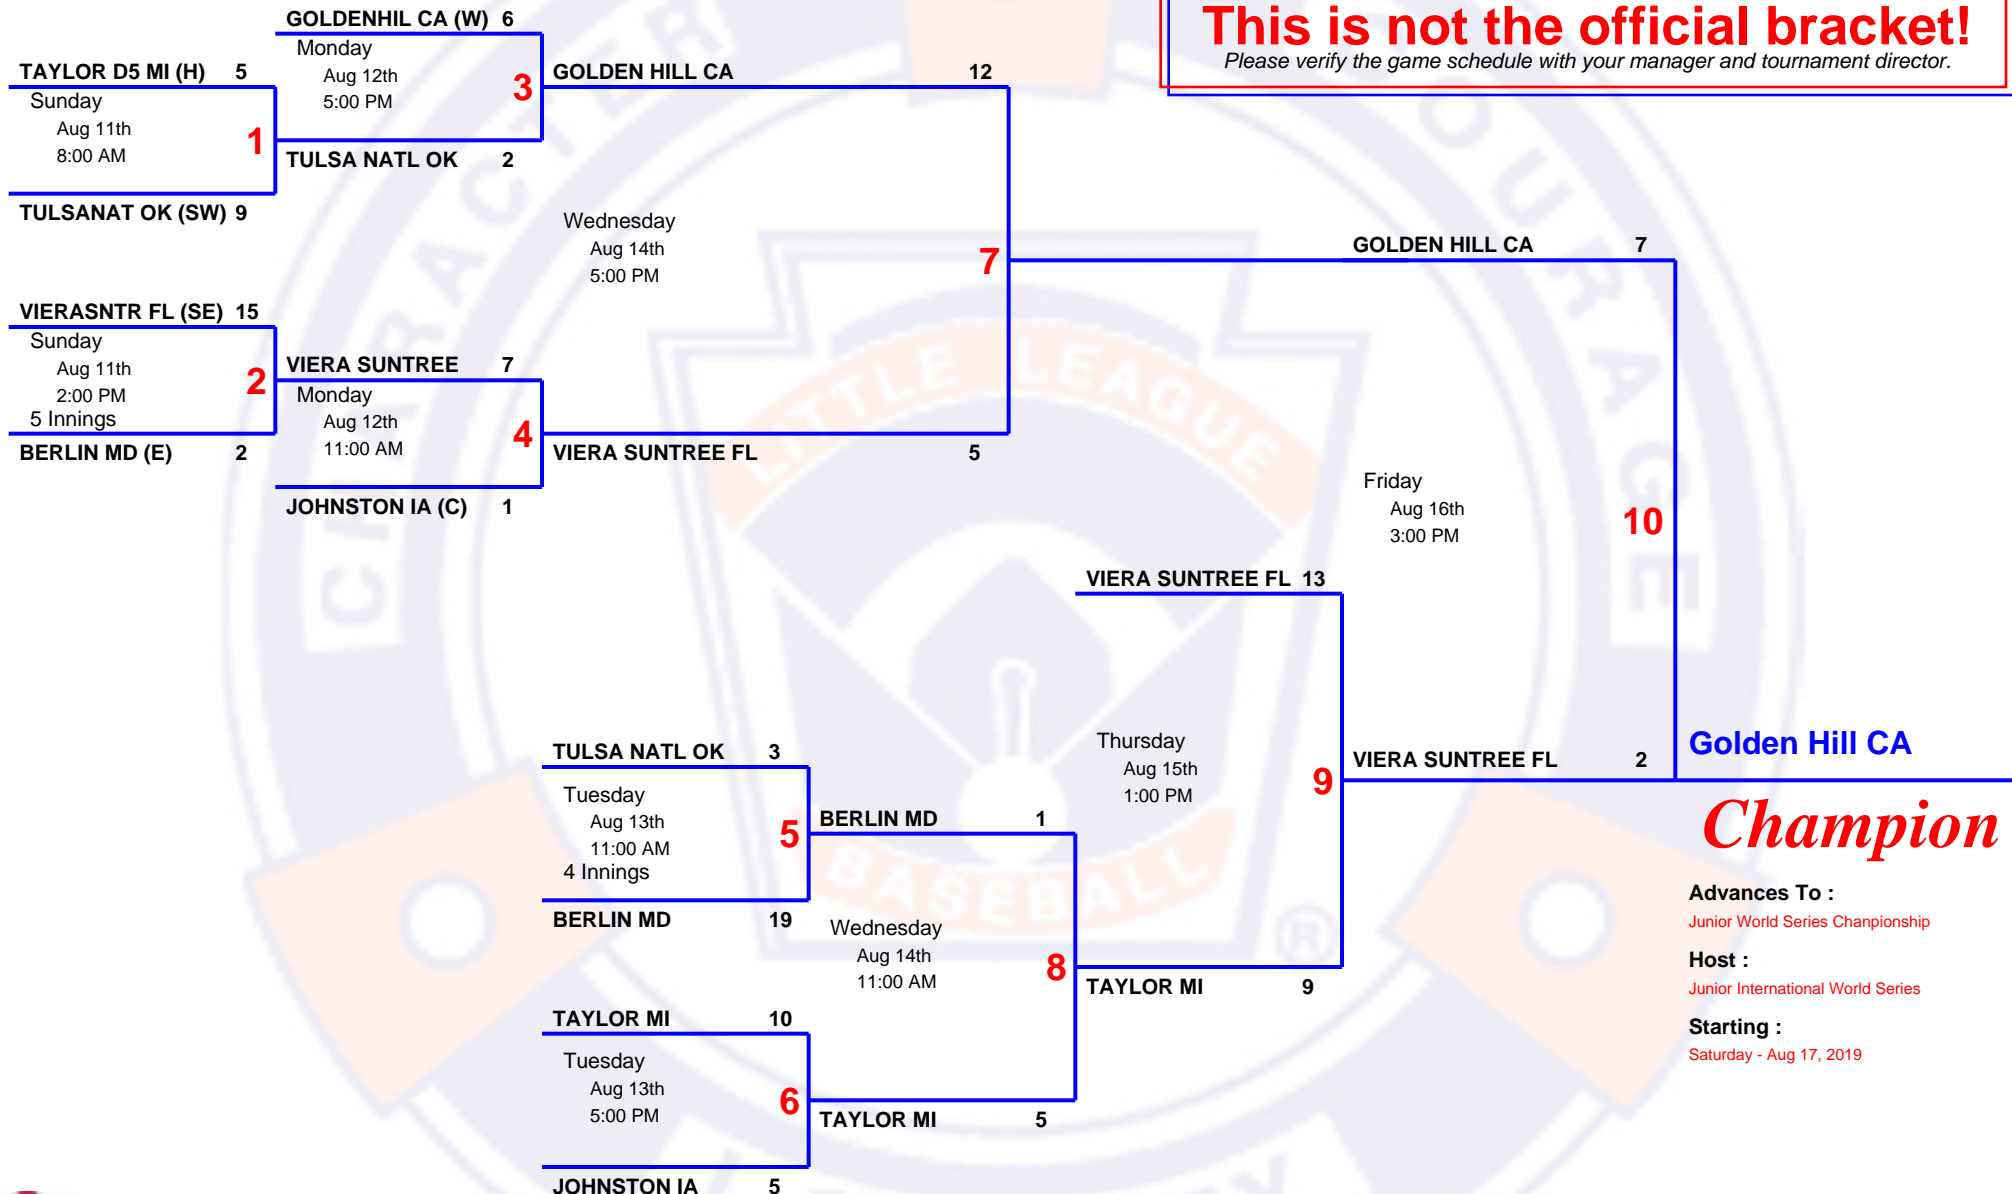 This is not the official bracket!
Please verify the game schedule with your manager and tournament director.
GOLDENHIL CA (W) 6
Monday
Aug 12th
5:00 PM
3
TAYLOR D5 MI (H) 5
Sunday
Aug 11th
8:00 AM
1
TULSA NATL OK 2
TULSANAT OK (SW) 9
GOLDEN HILL CA 12
Wednesday
Aug 14th
5:00 PM
7
VIERASNTR FL (SE) 15
Sunday
Aug 11th
2:00 PM
5 Innings
2
BERLIN MD (E) 2
VIERA SUNTREE 7
Monday
Aug 12th
11:00 AM
4
JOHNSTON IA (C) 1
VIERA SUNTREE FL 5
GOLDEN HILL CA 7
Friday
Aug 16th
3:00 PM
10
VIERA SUNTREE FL 13
Thursday
Aug 15th
1:00 PM
9
VIERA SUNTREE FL 2
TULSA NATL OK 3
Tuesday
Aug 13th
11:00 AM
4 Innings
5
BERLIN MD 19
BERLIN MD 1
Wednesday
Aug 14th
11:00 AM
8
TAYLOR MI 9
TAYLOR MI 10
Tuesday
Aug 13th
5:00 PM
6
TAYLOR MI 5
JOHNSTON IA 5
Golden Hill CA
Champion
Advances To :
Junior World Series Chanpionship
Host :
Junior International World Series
Starting :
Saturday - Aug 17, 2019
CHARACTER
COURAGE
LITTLE LEAGUE
BASEBALL
®